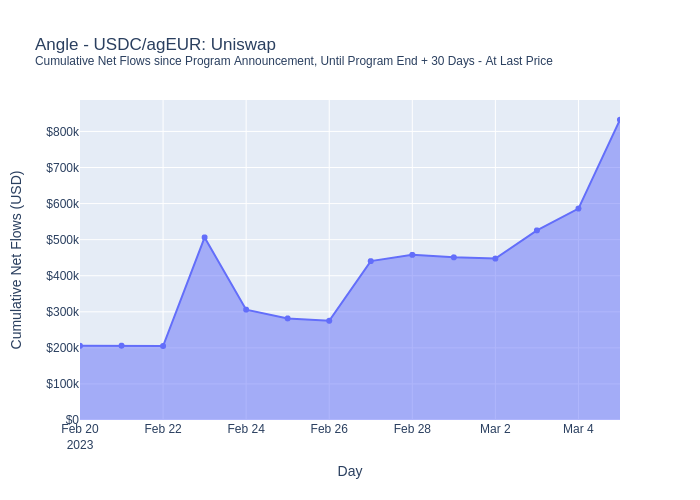 Angle - USDC/agEUR: Uniswap
Cumulative Net Flows since Program Announcement, Until Program End + 30 Days - At Last Price
Cumulative Net Flows (USD)
$800k
$700k
$600k
$500k
$400k
$300k
$200k
$100k
$0
Feb 20
2023
Feb 22
Feb 24
Feb 26
Feb 28
Mar 2
Mar 4
Day